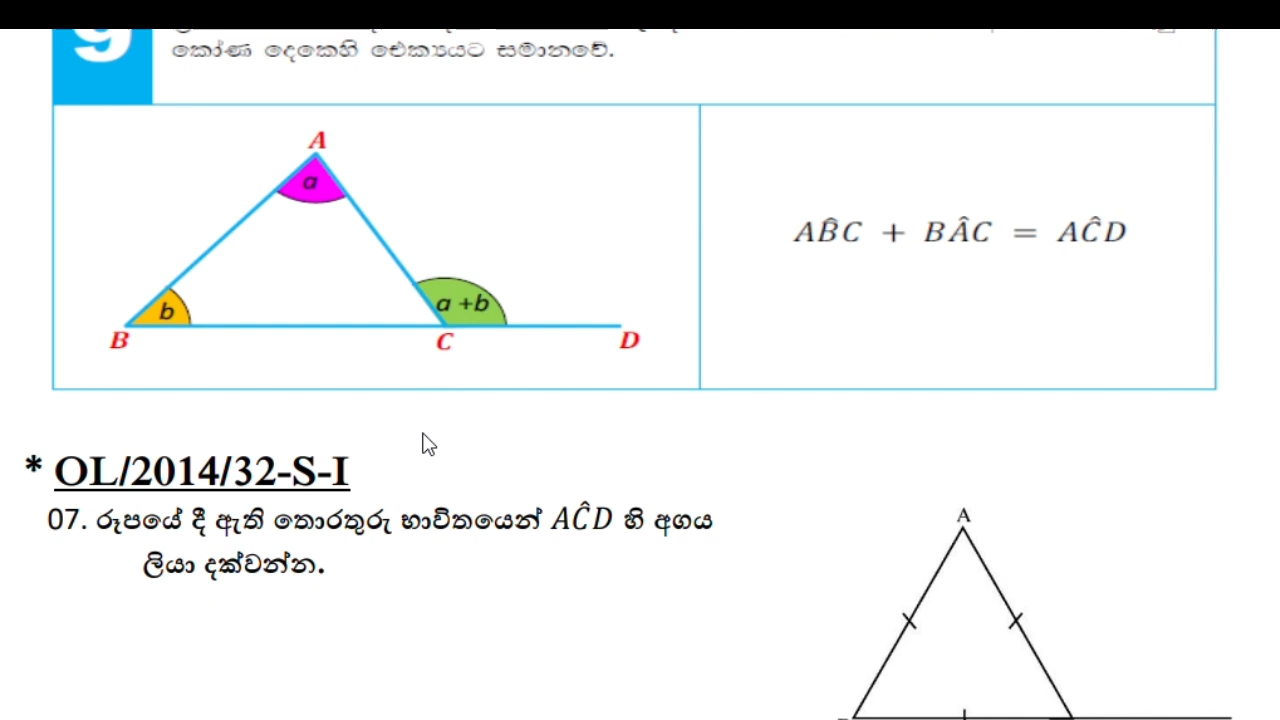 9
කෝණ දෙකෙහි ඓක්‍යයට සමානවේ.
A
a
b
a +b
B
C
D
AB̂C + BÂC = AĈD
* OL/2014/32-S-I
07. රූපයේ දී ඇති තොරතුරු භාවිතයෙන් AĈD හි අගය
ලියා දක්වන්න.
A